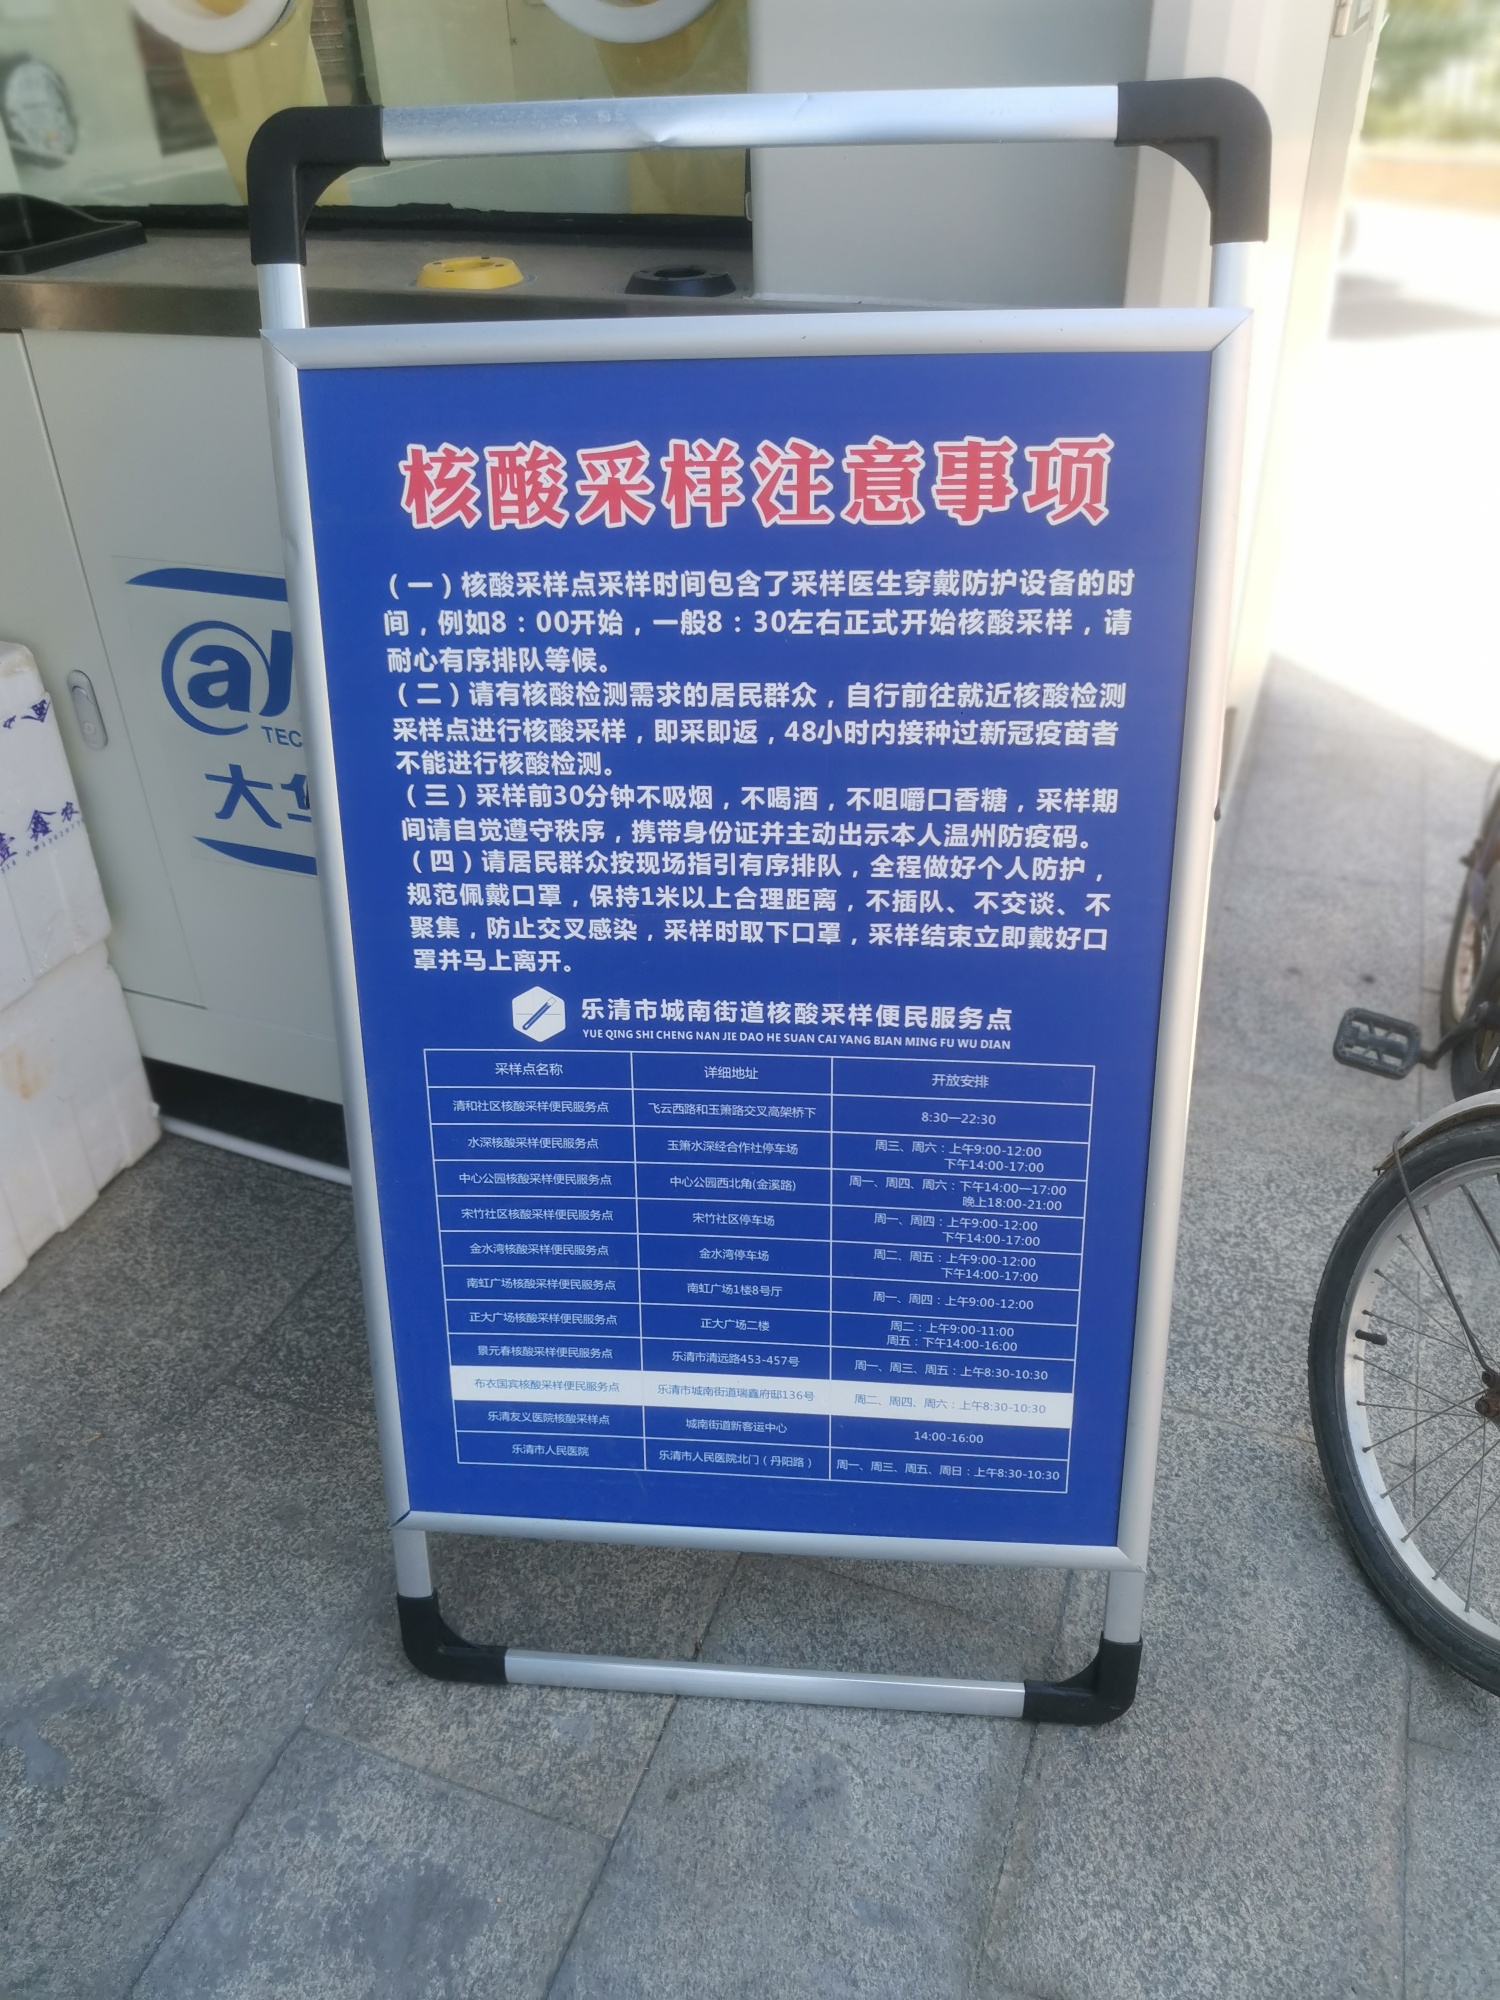 核酸采样注意事项
（一）核酸采样点采样时间包含了采样医生穿戴防护设备的时
间，例如8：00开始，一般8：30左右正式开始核酸采样，请
耐心有序排队等候。
（二）请有核酸检测需求的居民群众，自行前往就近核酸检测
采样点进行核酸采样，即采即返，48小时内接种过新冠疫苗者
不能进行核酸检测。
（三）采样前30分钟不吸烟，不喝酒，不咀嚼口香糖，采样期
间请自觉遵守秩序，携带身份证并主动出示本人温州防疫码。
（四）请居民群众按现场指引有序排队，全程做好个人防护，
规范佩戴口罩，保持1米以上合理距离，不插队、不交谈、不
聚集，防止交叉感染，采样时取下口罩，采样结束立即戴好口
罩并马上离开。
乐清市城南街道核酸采样便民服务点
YUE QING SHI CHENG NAN JIE DAO HE SUAN CAI YANG BIAN MING FU WU DIAN
采样点名称 详细地址 开放安排
清和社区核酸采样便民服务点 飞云西路和玉箫路交叉高架桥下 8:30—22:30
水深核酸采样便民服务点 玉箫水深经合作社停车场 周三、周六：上午9:00-12:00
下午14:00-17:00
中心公园核酸采样便民服务点 中心公园西北角(金溪路) 周一、周四、周六：下午14:00—17:00
晚上18:00-21:00
宋竹社区核酸采样便民服务点 宋竹社区停车场 周一、周四：上午9:00-12:00
下午14:00-17:00
金水湾核酸采样便民服务点 金水湾停车场 周二、周五：上午9:00-12:00
下午14:00-17:00
南虹广场核酸采样便民服务点 南虹广场1楼8号厅 周一、周四：上午9:00-12:00
正大广场核酸采样便民服务点 正大广场二楼 周二：上午9:00-11:00
周五：下午14:00-16:00
景元春核酸采样便民服务点 乐清市清远路453-457号 周一、周三、周五：上午8:30-10:30
布衣国宾核酸采样便民服务点 乐清市城南街道瑞鑫府邸136号 周二、周四、周六：上午8:30-10:30
乐清友义医院核酸采样点 城南街道新客运中心 14:00-16:00
乐清市人民医院 乐清市人民医院北门（丹阳路） 周一、周三、周五、周日：上午8:30-10:30
a
TEC
大华
鑫农